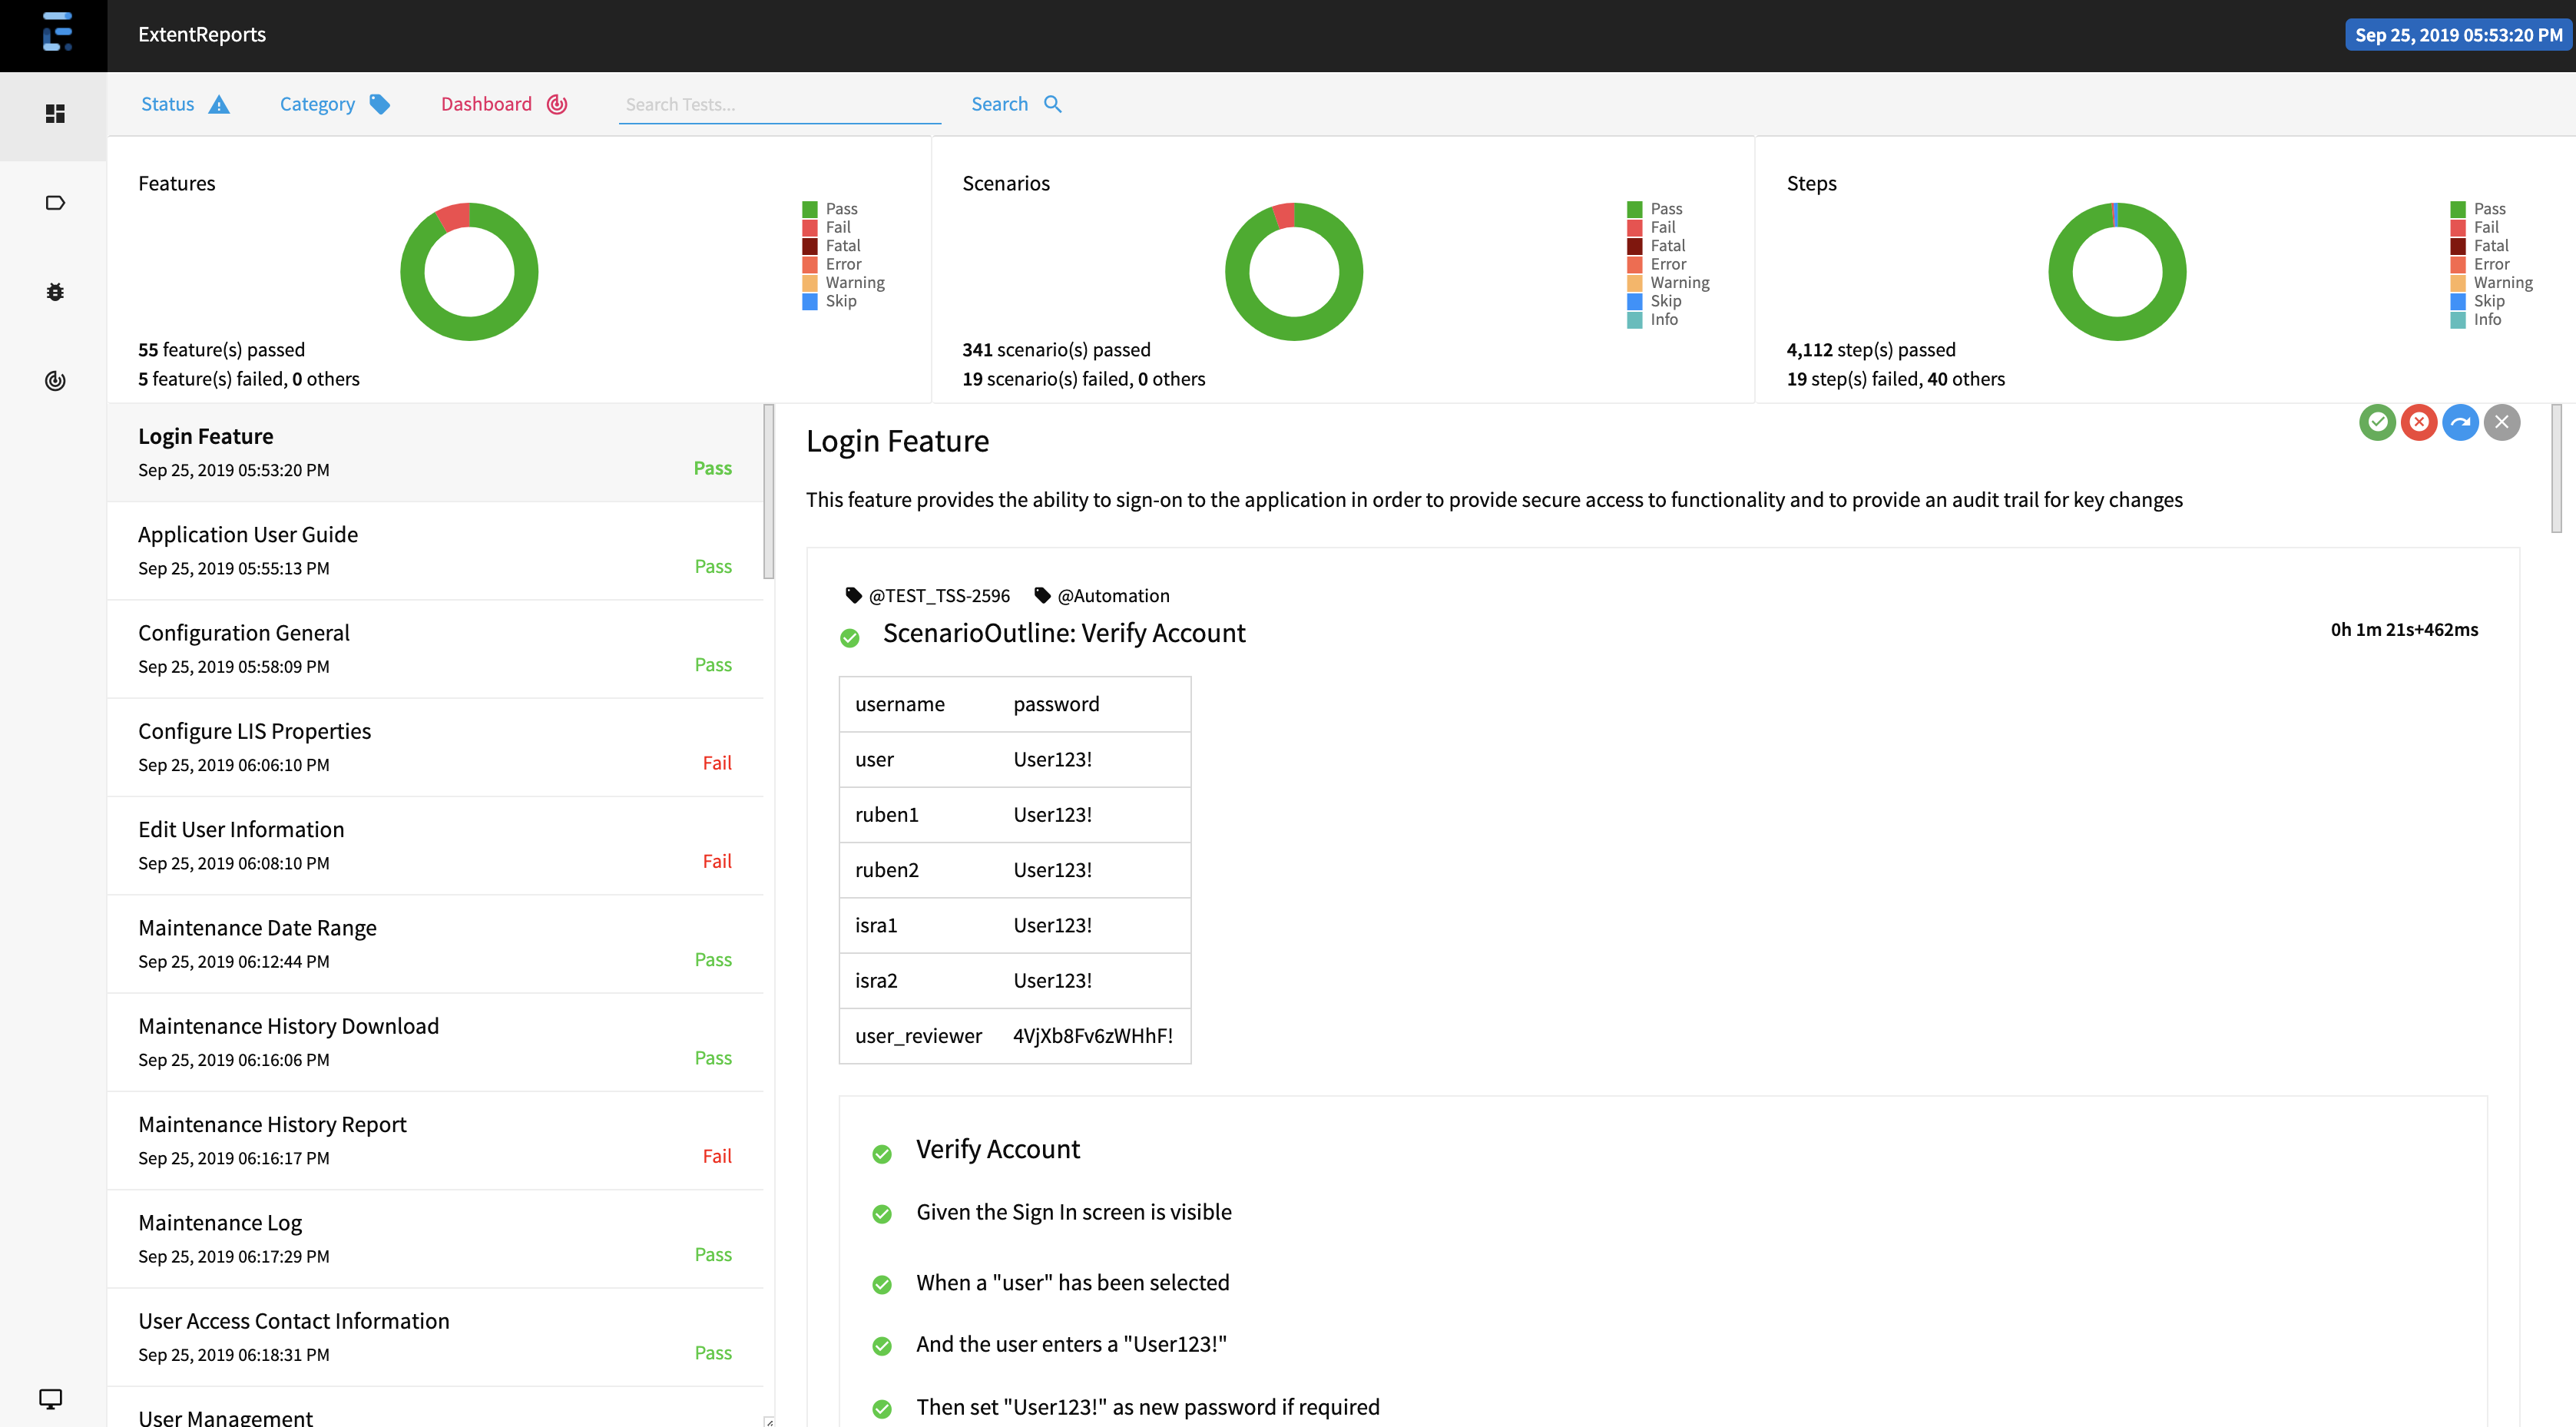 ExtentReports
Sep 25, 2019 05:53:20 PM
Status
Category
Dashboard
Search Tests...
Search
Features
Pass
Fail
Fatal
Error
Warning
Skip
55 feature(s) passed
5 feature(s) failed, 0 others
Scenarios
Pass
Fail
Fatal
Error
Warning
Skip
Info
341 scenario(s) passed
19 scenario(s) failed, 0 others
Steps
Pass
Fail
Fatal
Error
Warning
Skip
Info
4,112 step(s) passed
19 step(s) failed, 40 others
Login Feature
Sep 25, 2019 05:53:20 PM
Pass
Application User Guide
Sep 25, 2019 05:55:13 PM
Pass
Configuration General
Sep 25, 2019 05:58:09 PM
Pass
Configure LIS Properties
Sep 25, 2019 06:06:10 PM
Fail
Edit User Information
Sep 25, 2019 06:08:10 PM
Fail
Maintenance Date Range
Sep 25, 2019 06:12:44 PM
Pass
Maintenance History Download
Sep 25, 2019 06:16:06 PM
Pass
Maintenance History Report
Sep 25, 2019 06:16:17 PM
Fail
Maintenance Log
Sep 25, 2019 06:17:29 PM
Pass
User Access Contact Information
Sep 25, 2019 06:18:31 PM
Pass
User Management
Login Feature
This feature provides the ability to sign-on to the application in order to provide secure access to functionality and to provide an audit trail for key changes
@TEST_TSS-2596 @Automation
ScenarioOutline: Verify Account
0h 1m 21s+462ms
username password
user User123!
ruben1 User123!
ruben2 User123!
isra1 User123!
isra2 User123!
user_reviewer 4VjXb8Fv6zWHhF!
Verify Account
Given the Sign In screen is visible
When a "user" has been selected
And the user enters a "User123!"
Then set "User123!" as new password if required